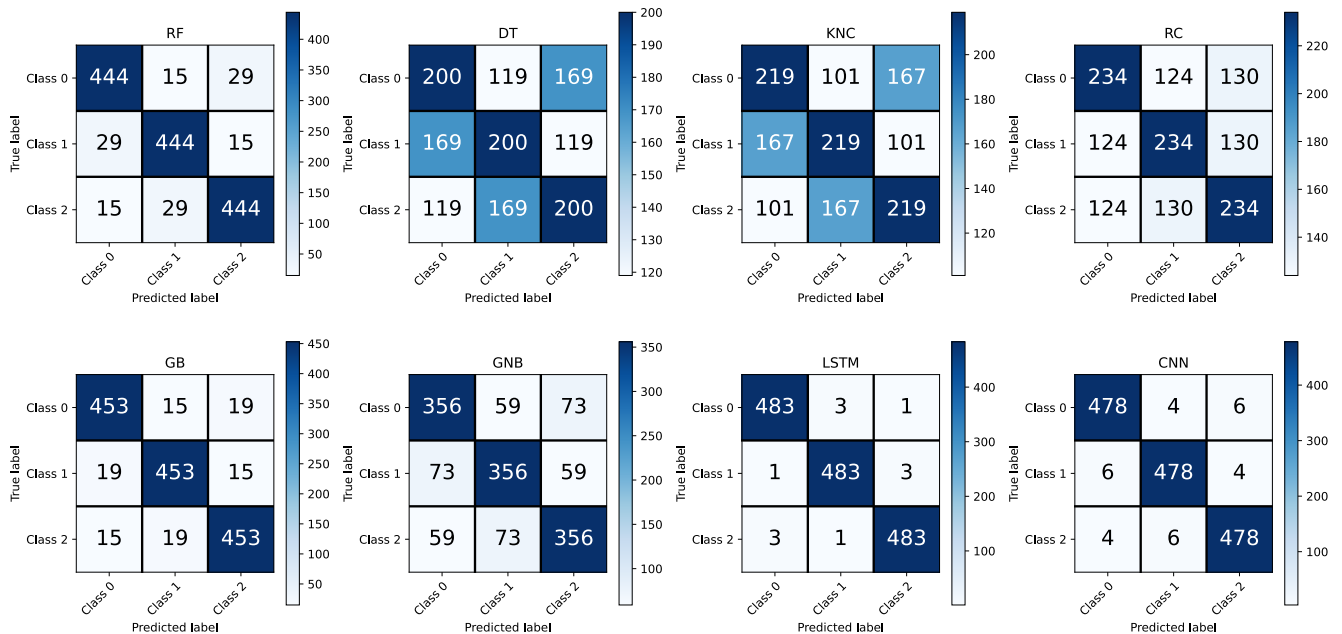 RF
400
350
300
250
200
150
100
50
True label
Class 0
Class 1
Class 2
444 15 29
29 444 15
15 29 444
Class 0 Class 1 Class 2
Predicted label
DT
200
190
180
170
160
150
140
130
120
True label
Class 0
Class 1
Class 2
200 119 169
169 200 119
119 169 200
Class 0 Class 1 Class 2
Predicted label
KNC
200
180
160
140
120
True label
Class 0
Class 1
Class 2
219 101 167
167 219 101
101 167 219
Class 0 Class 1 Class 2
Predicted label
RC
220
200
180
160
140
True label
Class 0
Class 1
Class 2
234 124 130
124 234 130
124 130 234
Class 0 Class 1 Class 2
Predicted label
GB
450
400
350
300
250
200
150
100
50
True label
Class 0
Class 1
Class 2
453 15 19
19 453 15
15 19 453
Class 0 Class 1 Class 2
Predicted label
GNB
350
300
250
200
150
100
True label
Class 0
Class 1
Class 2
356 59 73
73 356 59
59 73 356
Class 0 Class 1 Class 2
Predicted label
LSTM
400
300
200
100
True label
Class 0
Class 1
Class 2
483 3 1
1 483 3
3 1 483
Class 0 Class 1 Class 2
Predicted label
CNN
400
300
200
100
True label
Class 0
Class 1
Class 2
478 4 6
6 478 4
4 6 478
Class 0 Class 1 Class 2
Predicted label